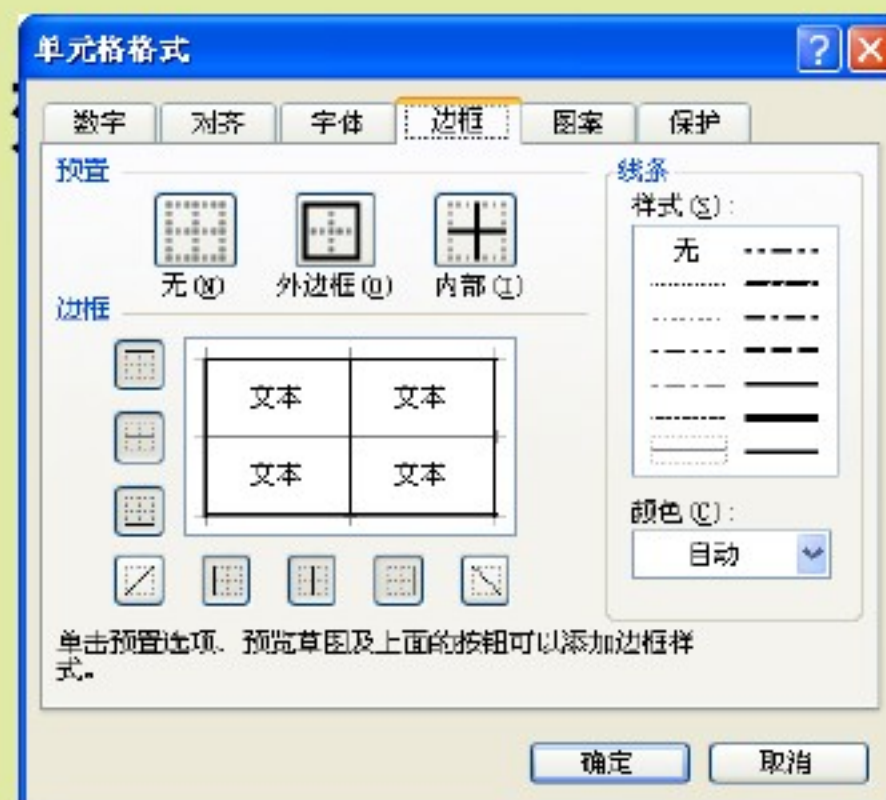 单元格格式
数字 对齐 字体 边框 图案 保护
预置
无(N) 外边框(O) 内部(I)
边框
文本 文本
文本 文本
线条
样式(S):
无
颜色(C):
自动
单击预置选项、预览草图及上面的按钮可以添加边框样
式。
确定 取消